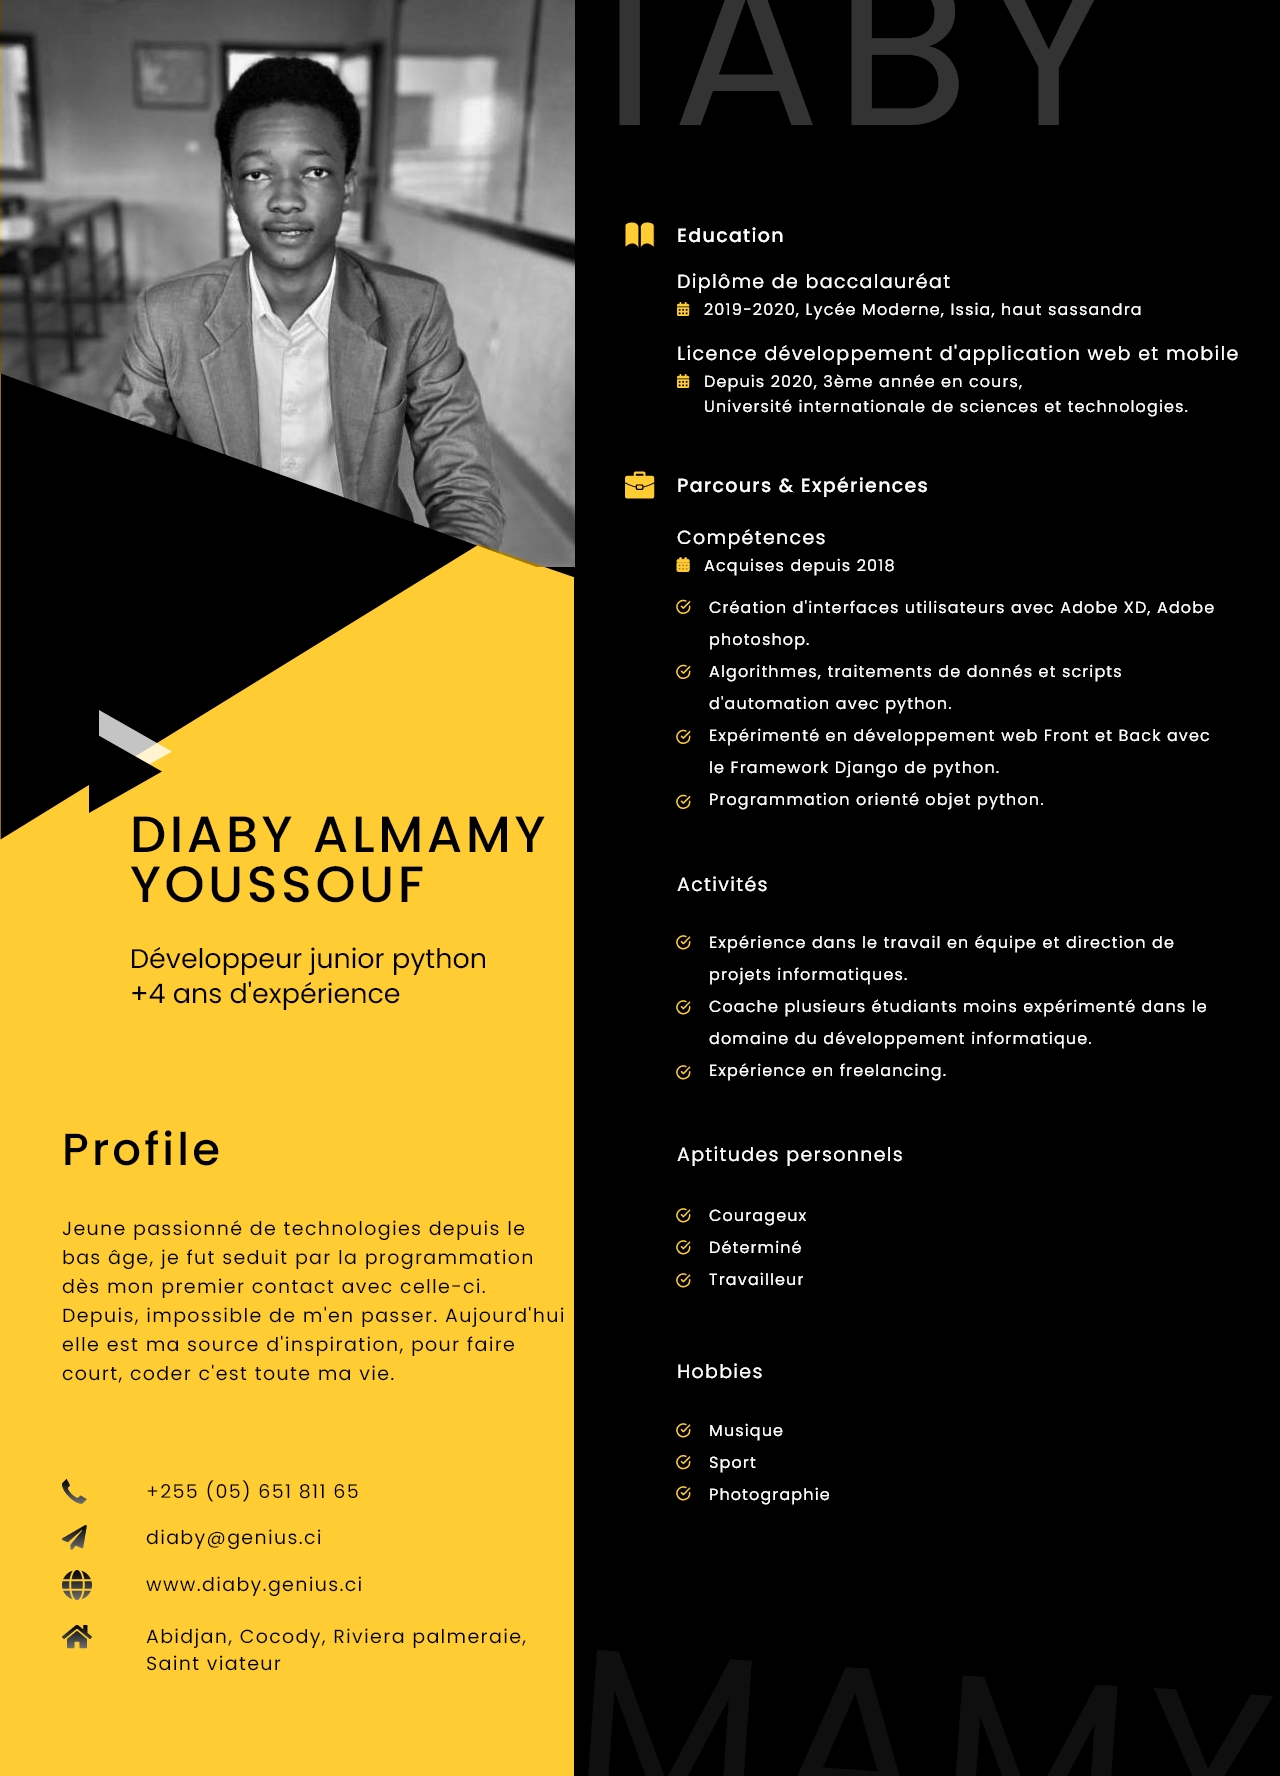 DIABY ALMAMY
YOUSSOUF
Développeur junior python
+4 ans d'expérience
Profile
Jeune passionné de technologies depuis le
bas âge, je fut seduit par la programmation
dès mon premier contact avec celle-ci.
Depuis, impossible de m'en passer. Aujourd'hui
elle est ma source d'inspiration, pour faire
court, coder c'est toute ma vie.
+255 (05) 651 811 65
diaby@genius.ci
www.diaby.genius.ci
Abidjan, Cocody, Riviera palmeraie,
Saint viateur
IABY
Education
Diplôme de baccalauréat
2019-2020, Lycée Moderne, Issia, haut sassandra
Licence développement d'application web et mobile
Depuis 2020, 3ème année en cours,
Université internationale de sciences et technologies.
Parcours & Expériences
Compétences
Acquises depuis 2018
Création d'interfaces utilisateurs avec Adobe XD, Adobe
photoshop.
Algorithmes, traitements de donnés et scripts
d'automation avec python.
Expérimenté en développement web Front et Back avec
le Framework Django de python.
Programmation orienté objet python.
Activités
Expérience dans le travail en équipe et direction de
projets informatiques.
Coache plusieurs étudiants moins expérimenté dans le
domaine du développement informatique.
Expérience en freelancing.
Aptitudes personnels
Courageux
Déterminé
Travailleur
Hobbies
Musique
Sport
Photographie
MAMY